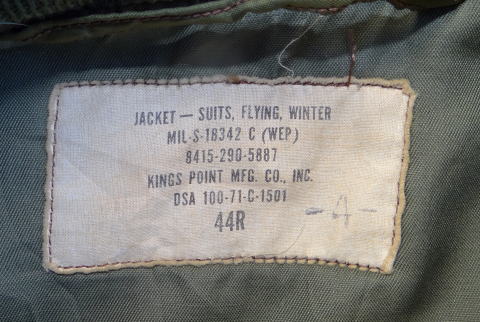 JACKET — SUITS, FLYING, WINTER
MIL-S-18342 C (WEP)
8415-290-5887
KINGS POINT MFG. CO., INC.
DSA 100-71-C-1501
44R
-4-